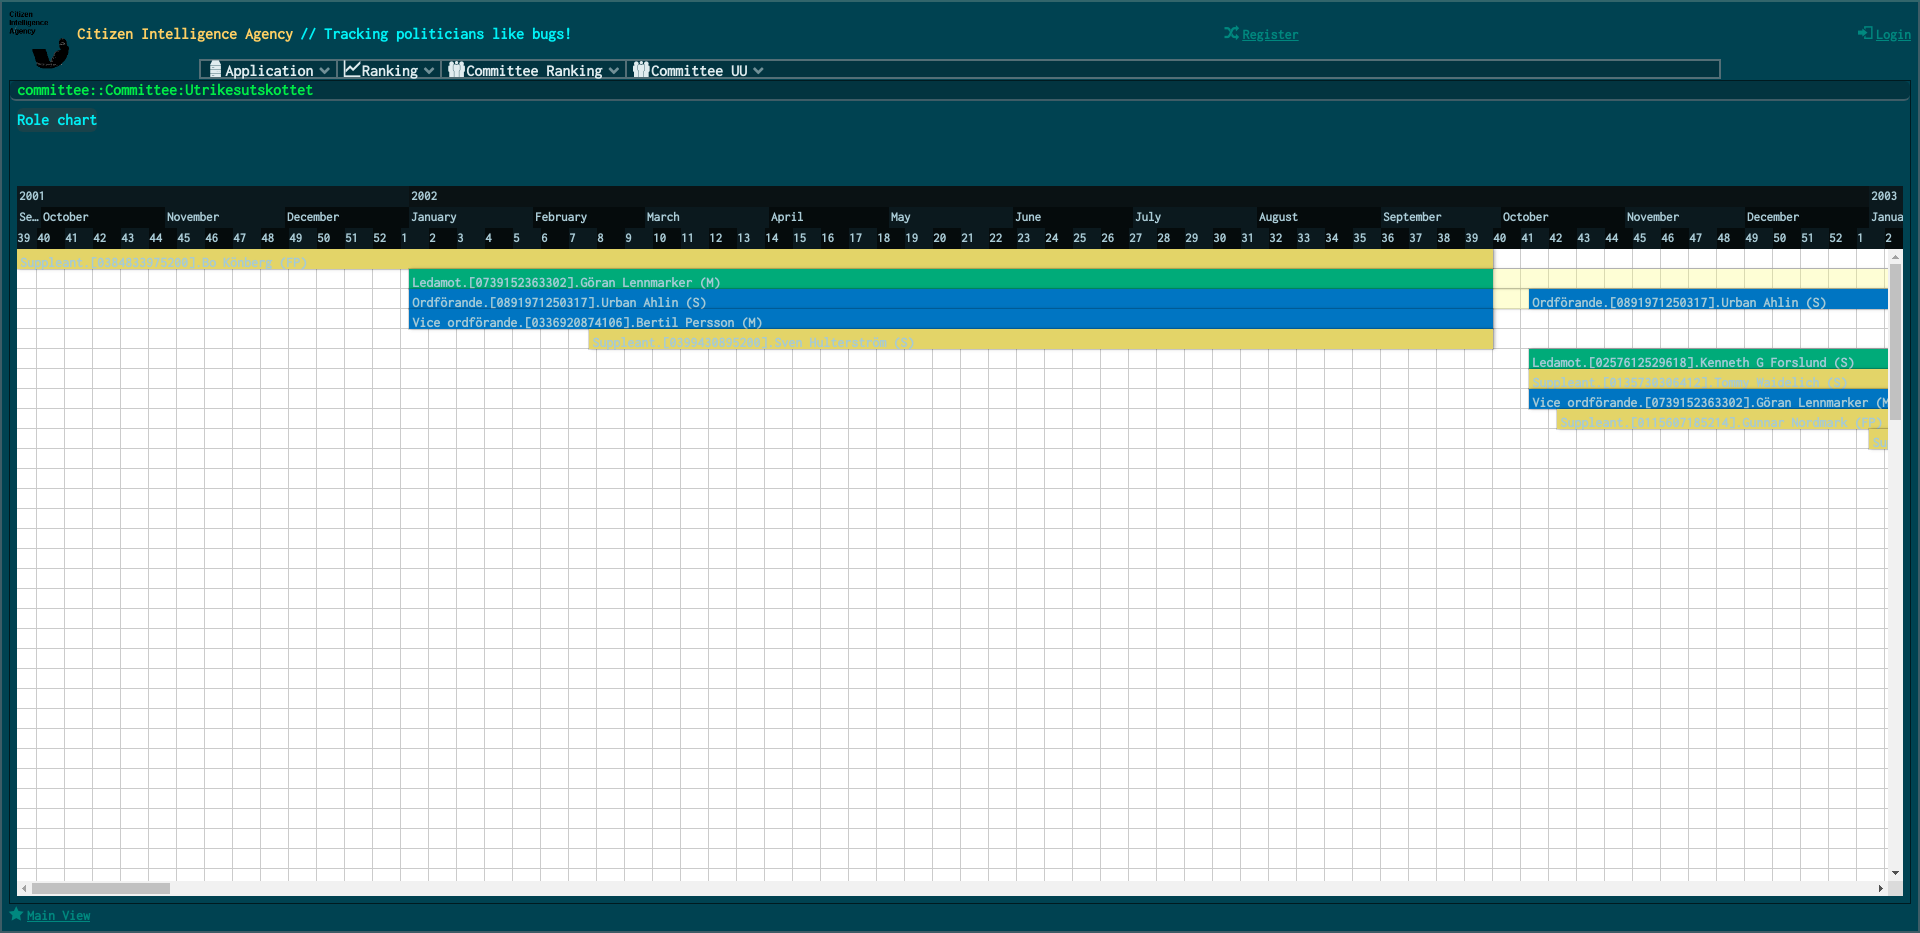 Citizen
Intelligence
Agency
Citizen Intelligence Agency // Tracking politicians like bugs!
Register
Login
Application Ranking Committee Ranking Committee UU
committee::Committee:Utrikesutskottet
Role chart
2001 2002 2003
Se… October November December January February March April May June July August September October November December Janua
39 40 41 42 43 44 45 46 47 48 49 50 51 52 1 2 3 4 5 6 7 8 9 10 11 12 13 14 15 16 17 18 19 20 21 22 23 24 25 26 27 28 29 30 31 32 33 34 35 36 37 38 39 40 41 42 43 44 45 46 47 48 49 50 51 52 1 2
Suppleant.[0384833975200].Bo Könberg (FP)
Ledamot.[0739152363302].Göran Lennmarker (M)
Ordförande.[0891971250317].Urban Ahlin (S) Ordförande.[0891971250317].Urban Ahlin (S)
Vice ordförande.[0336920874106].Bertil Persson (M)
Suppleant.[0399430895200].Sven Hulterström (S)
Ledamot.[0257612529618].Kenneth G Forslund (S)
Tommy Waidelich (S)
Vice ordförande.[0739152363302].Göran Lennmarker (M
Suppleant.[0115697185214].Gunnar Nordmark (FP)
Su
Main View